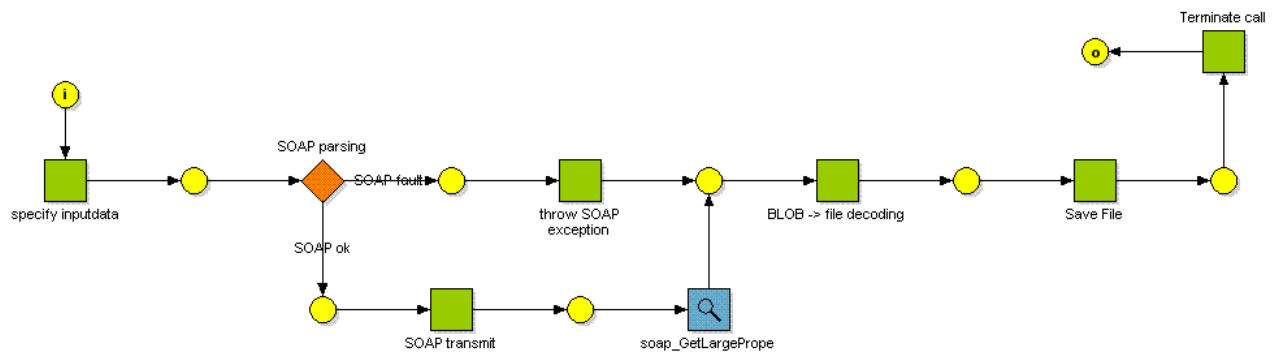 Terminate call
o
i
SOAP parsing
SOAP fault
specify inputdata
throw SOAP
exception
BLOB -> file decoding
Save File
SOAP ok
SOAP transmit
soap_GetLargePrope